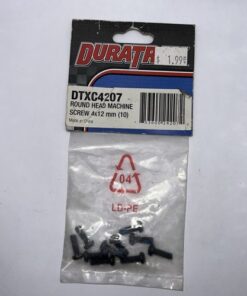 DURATR
$ 1.99
DTXC4207
ROUND HEAD MACHINE
SCREW 4x12 mm (10)
Made in China
04
LD-PE